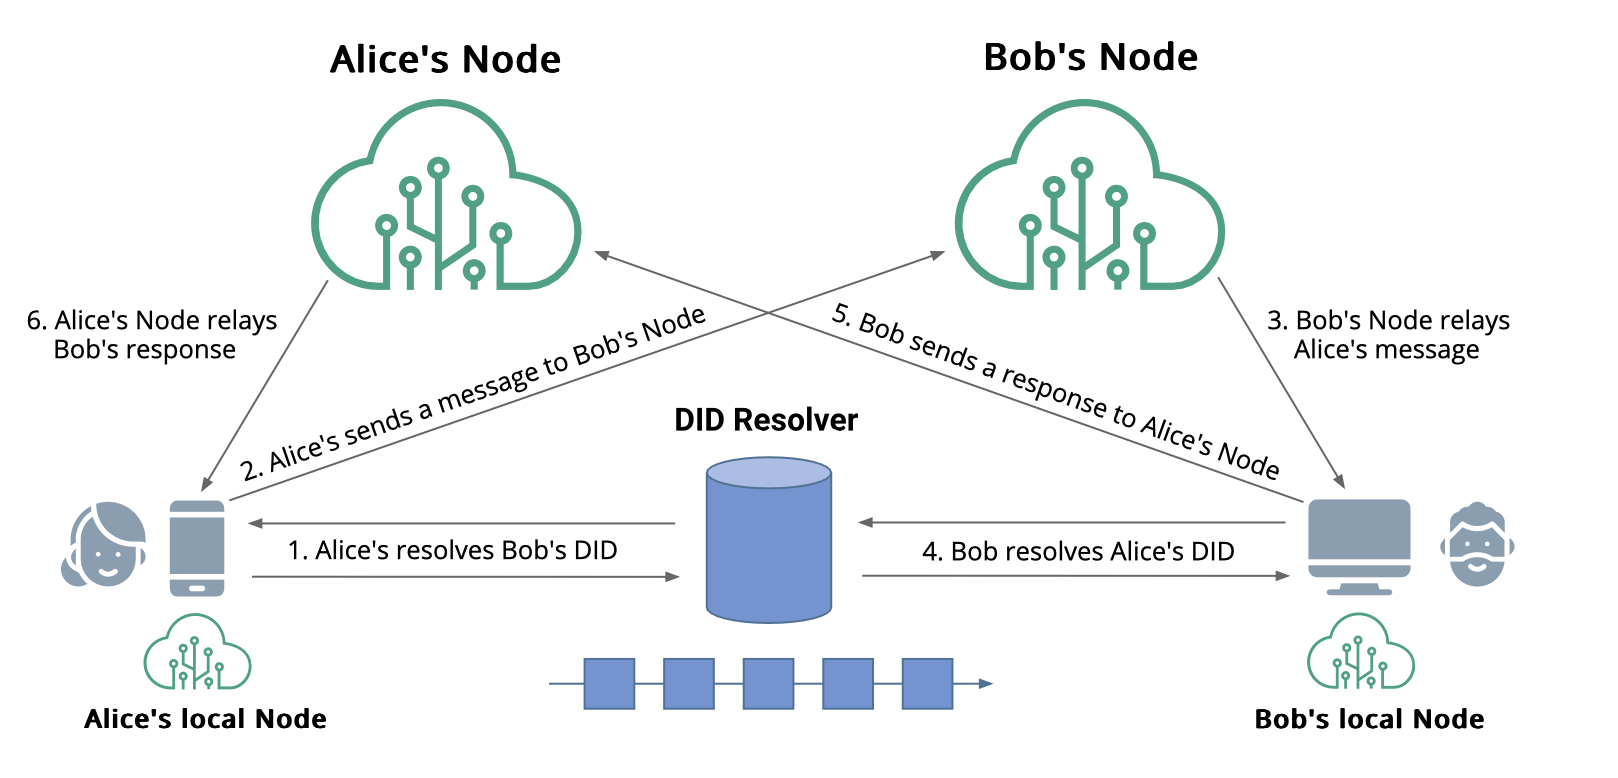 Alice's Node
Bob's Node
6. Alice's Node relays
Bob's response
2. Alice's sends a message to Bob's Node
5. Bob sends a response to Alice's Node
3. Bob's Node relays
Alice's message
DID Resolver
1. Alice's resolves Bob's DID
4. Bob resolves Alice's DID
Alice's local Node
Bob's local Node